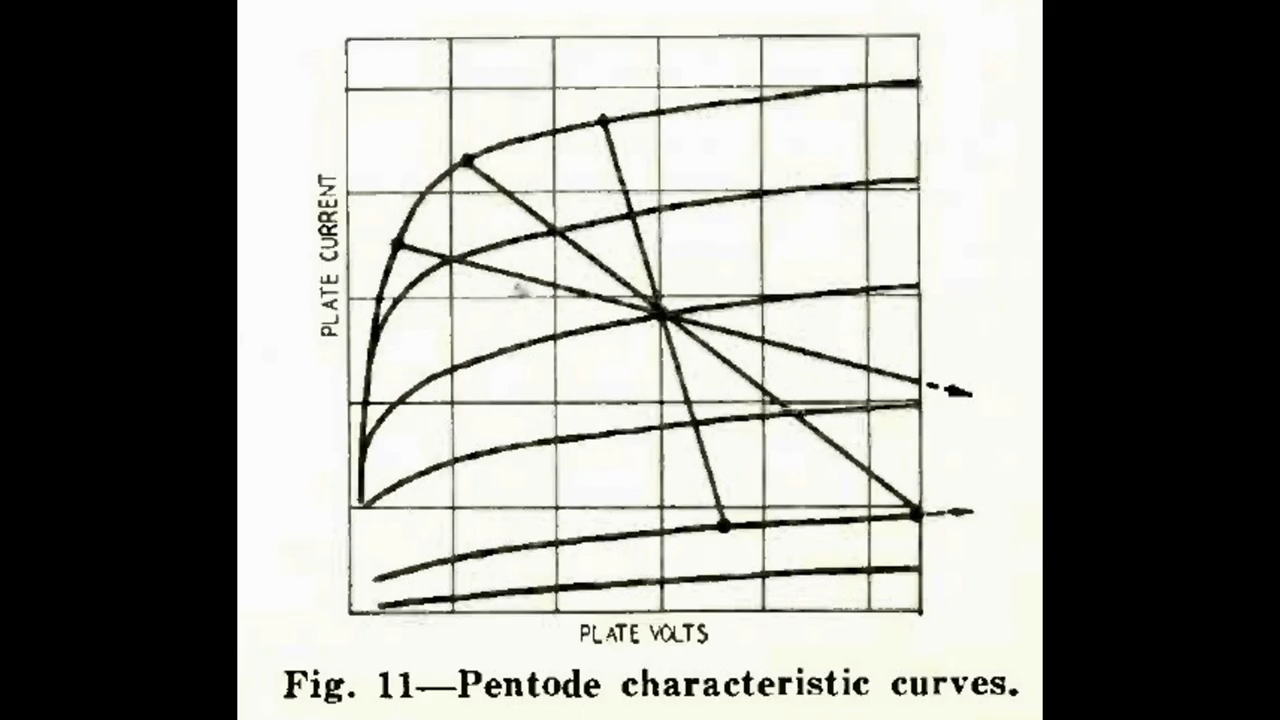 PLATE CURRENT
PLATE VOLTS
Fig. 11—Pentode characteristic curves.